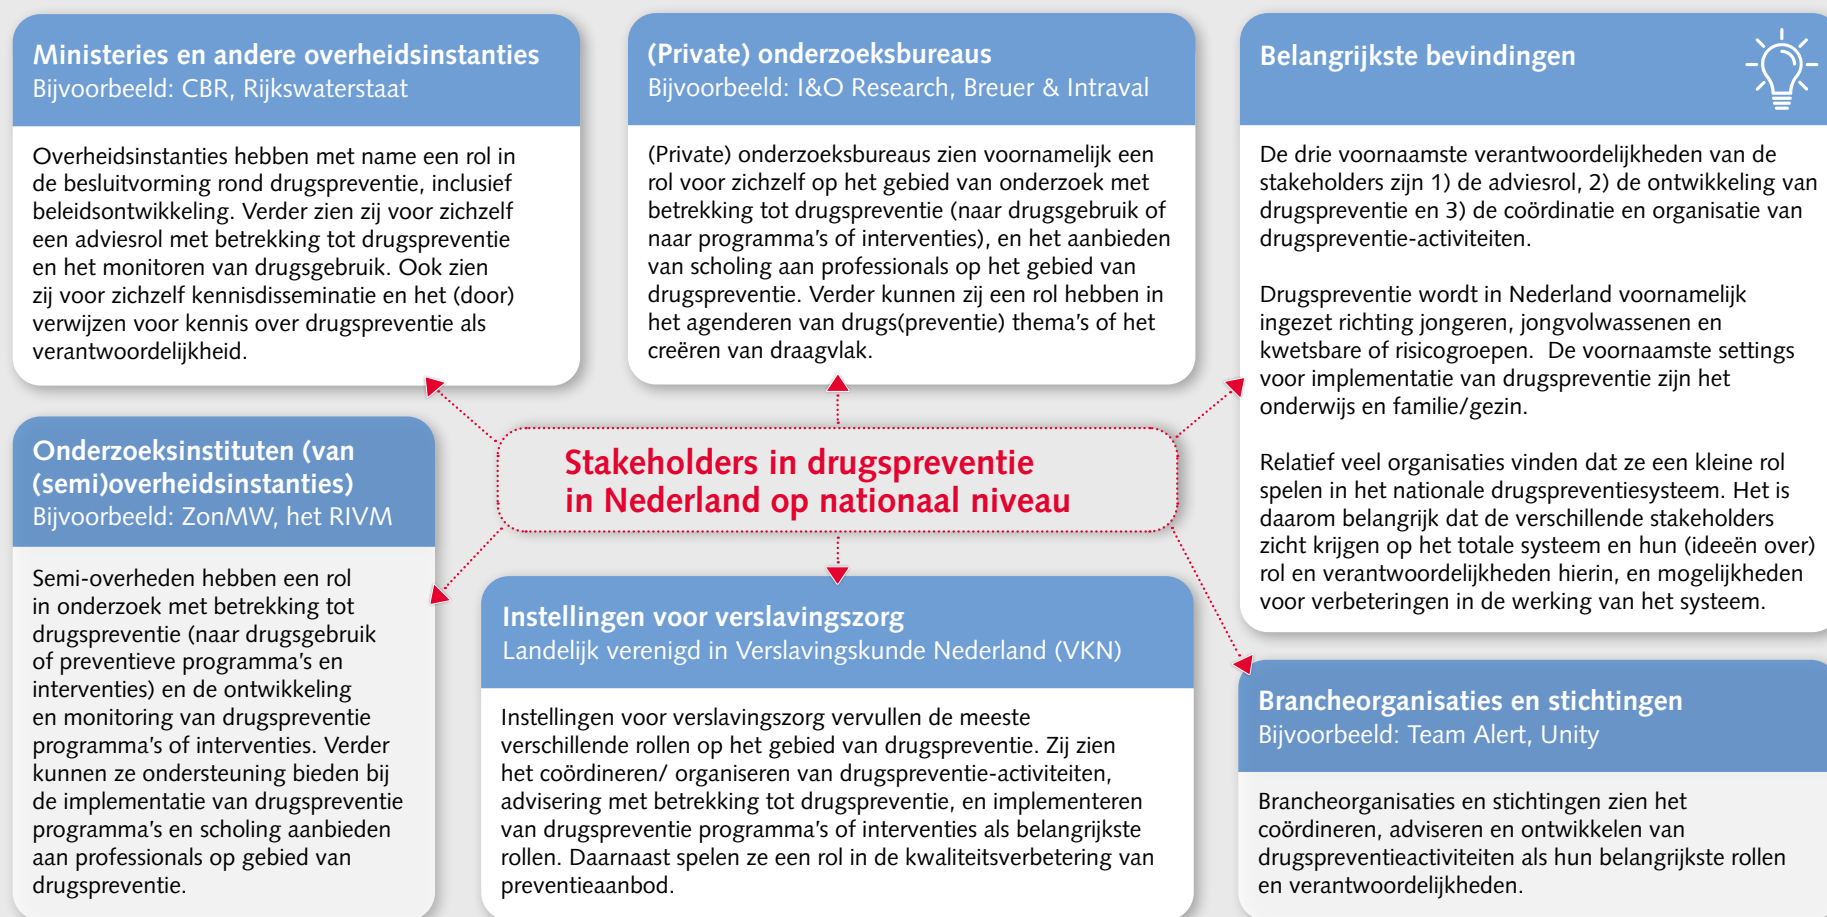 Ministeries en andere overheidsinstanties
Bijvoorbeeld: CBR, Rijkswaterstaat
Overheidsinstanties hebben met name een rol in
de besluitvorming rond drugspreventie, inclusief
beleidsontwikkeling. Verder zien zij voor zichzelf
een adviesrol met betrekking tot drugspreventie
en het monitoren van drugsgebruik. Ook zien
zij voor zichzelf kennisdisseminatie en het (door)
verwijzen voor kennis over drugspreventie als
verantwoordelijkheid.
(Private) onderzoeksbureaus
Bijvoorbeeld: I&O Research, Breuer & Intraval
(Private) onderzoeksbureaus zien voornamelijk een
rol voor zichzelf op het gebied van onderzoek met
betrekking tot drugspreventie (naar drugsgebruik of
naar programma's of interventies), en het aanbieden
van scholing aan professionals op het gebied van
drugspreventie. Verder kunnen zij een rol hebben in
het agenderen van drugs(preventie) thema's of het
creëren van draagvlak.
Belangrijkste bevindingen
De drie voornaamste verantwoordelijkheden van de
stakeholders zijn 1) de adviesrol, 2) de ontwikkeling van
drugspreventie en 3) de coördinatie en organisatie van
drugspreventie-activiteiten.
Drugspreventie wordt in Nederland voornamelijk
ingezet richting jongeren, jongvolwassenen en
kwetsbare of risicogroepen. De voornaamste settings
voor implementatie van drugspreventie zijn het
onderwijs en familie/gezin.
Relatief veel organisaties vinden dat ze een kleine rol
spelen in het nationale drugspreventiesysteem. Het is
daarom belangrijk dat de verschillende stakeholders
zicht krijgen op het totale systeem en hun (ideeën over)
rol en verantwoordelijkheden hierin, en mogelijkheden
voor verbeteringen in de werking van het systeem.
Stakeholders in drugspreventie
in Nederland op nationaal niveau
Onderzoeksinstituten (van
(semi)overheidsinstanties)
Bijvoorbeeld: ZonMW, het RIVM
Semi-overheden hebben een rol
in onderzoek met betrekking tot
drugspreventie (naar drugsgebruik
of preventieve programma's en
interventies) en de ontwikkeling
en monitoring van drugspreventie
programma's of interventies. Verder
kunnen ze ondersteuning bieden bij
de implementatie van drugspreventie
programma's en scholing aanbieden
aan professionals op gebied van
drugspreventie.
Instellingen voor verslavingszorg
Landelijk verenigd in Verslavingskunde Nederland (VKN)
Instellingen voor verslavingszorg vervullen de meeste
verschillende rollen op het gebied van drugspreventie. Zij zien
het coördineren/ organiseren van drugspreventie-activiteiten,
advisering met betrekking tot drugspreventie, en implementeren
van drugspreventie programma's of interventies als belangrijkste
rollen. Daarnaast spelen ze een rol in de kwaliteitsverbetering van
preventieaanbod.
Brancheorganisaties en stichtingen
Bijvoorbeeld: Team Alert, Unity
Brancheorganisaties en stichtingen zien het
coördineren, adviseren en ontwikkelen van
drugspreventieactiviteiten als hun belangrijkste rollen
en verantwoordelijkheden.